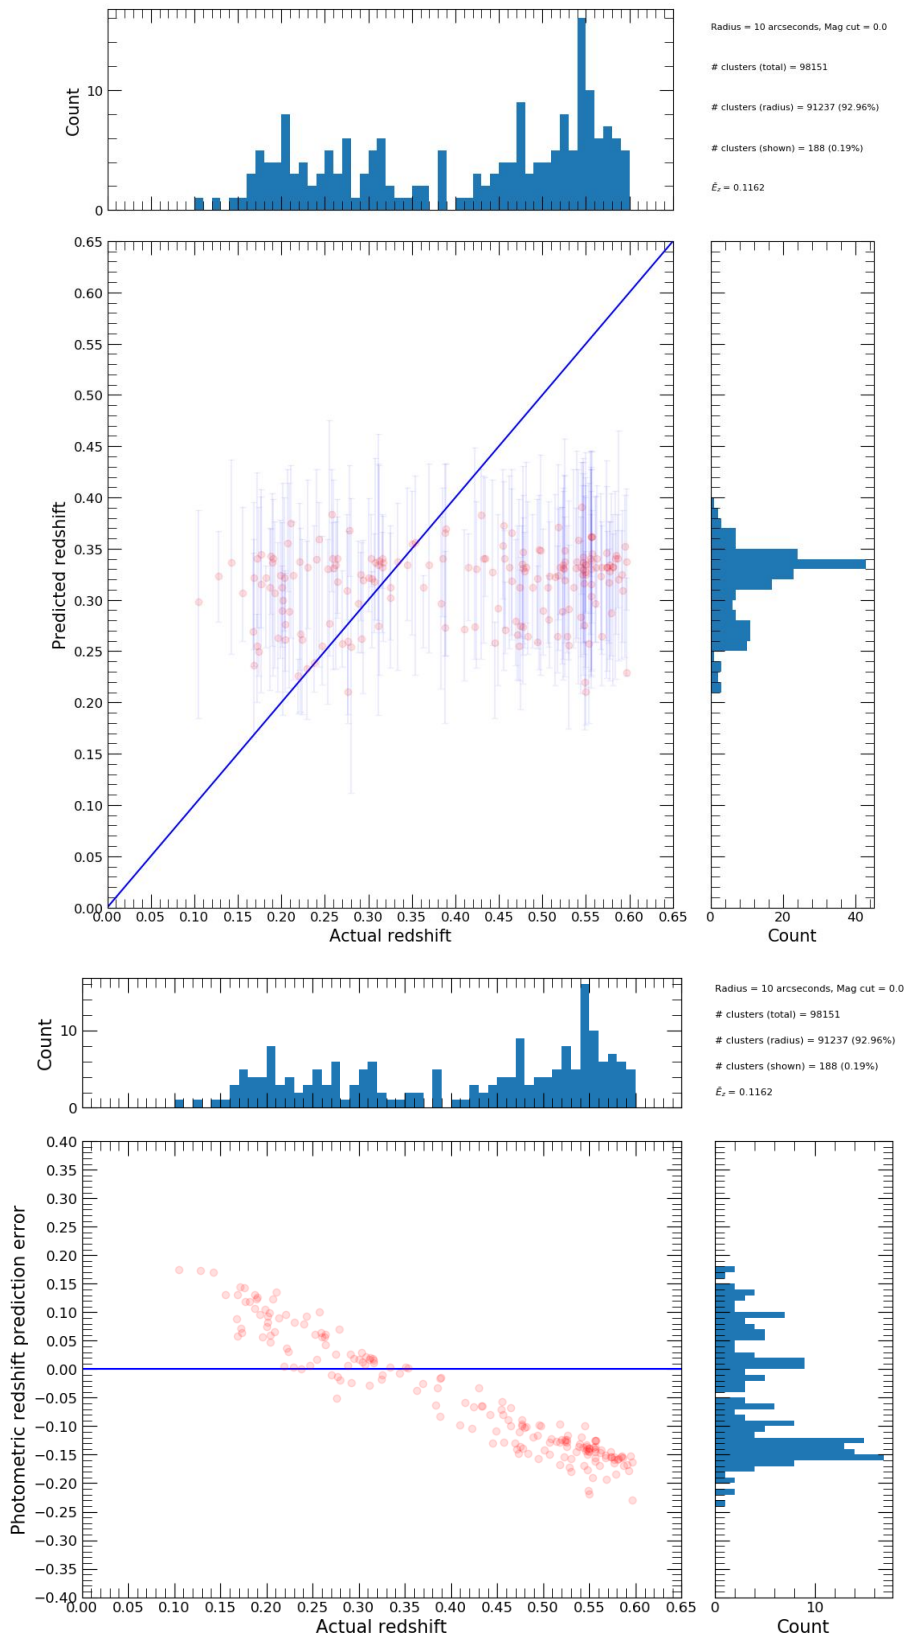 10
0
Count
Radius = 10 arcseconds, Mag cut = 0.0
# clusters (total) = 98151
# clusters (radius) = 91237 (92.96%)
# clusters (shown) = 188 (0.19%)
Êz = 0.1162
0.65
0.60
0.55
0.50
0.45
0.40
0.35
0.30
0.25
0.20
0.15
0.10
0.05
0.00
Predicted redshift
0.00 0.05 0.10 0.15 0.20 0.25 0.30 0.35 0.40 0.45 0.50 0.55 0.60 0.65
Actual redshift
0 20 40
Count
10
0
Count
Radius = 10 arcseconds, Mag cut = 0.0
# clusters (total) = 98151
# clusters (radius) = 91237 (92.96%)
# clusters (shown) = 188 (0.19%)
Êz = 0.1162
0.40
0.35
0.30
0.25
0.20
0.15
0.10
0.05
0.00
−0.05
−0.10
−0.15
−0.20
−0.25
−0.30
−0.35
−0.40
Photometric redshift prediction error
0.00 0.05 0.10 0.15 0.20 0.25 0.30 0.35 0.40 0.45 0.50 0.55 0.60 0.65
Actual redshift
0 10
Count